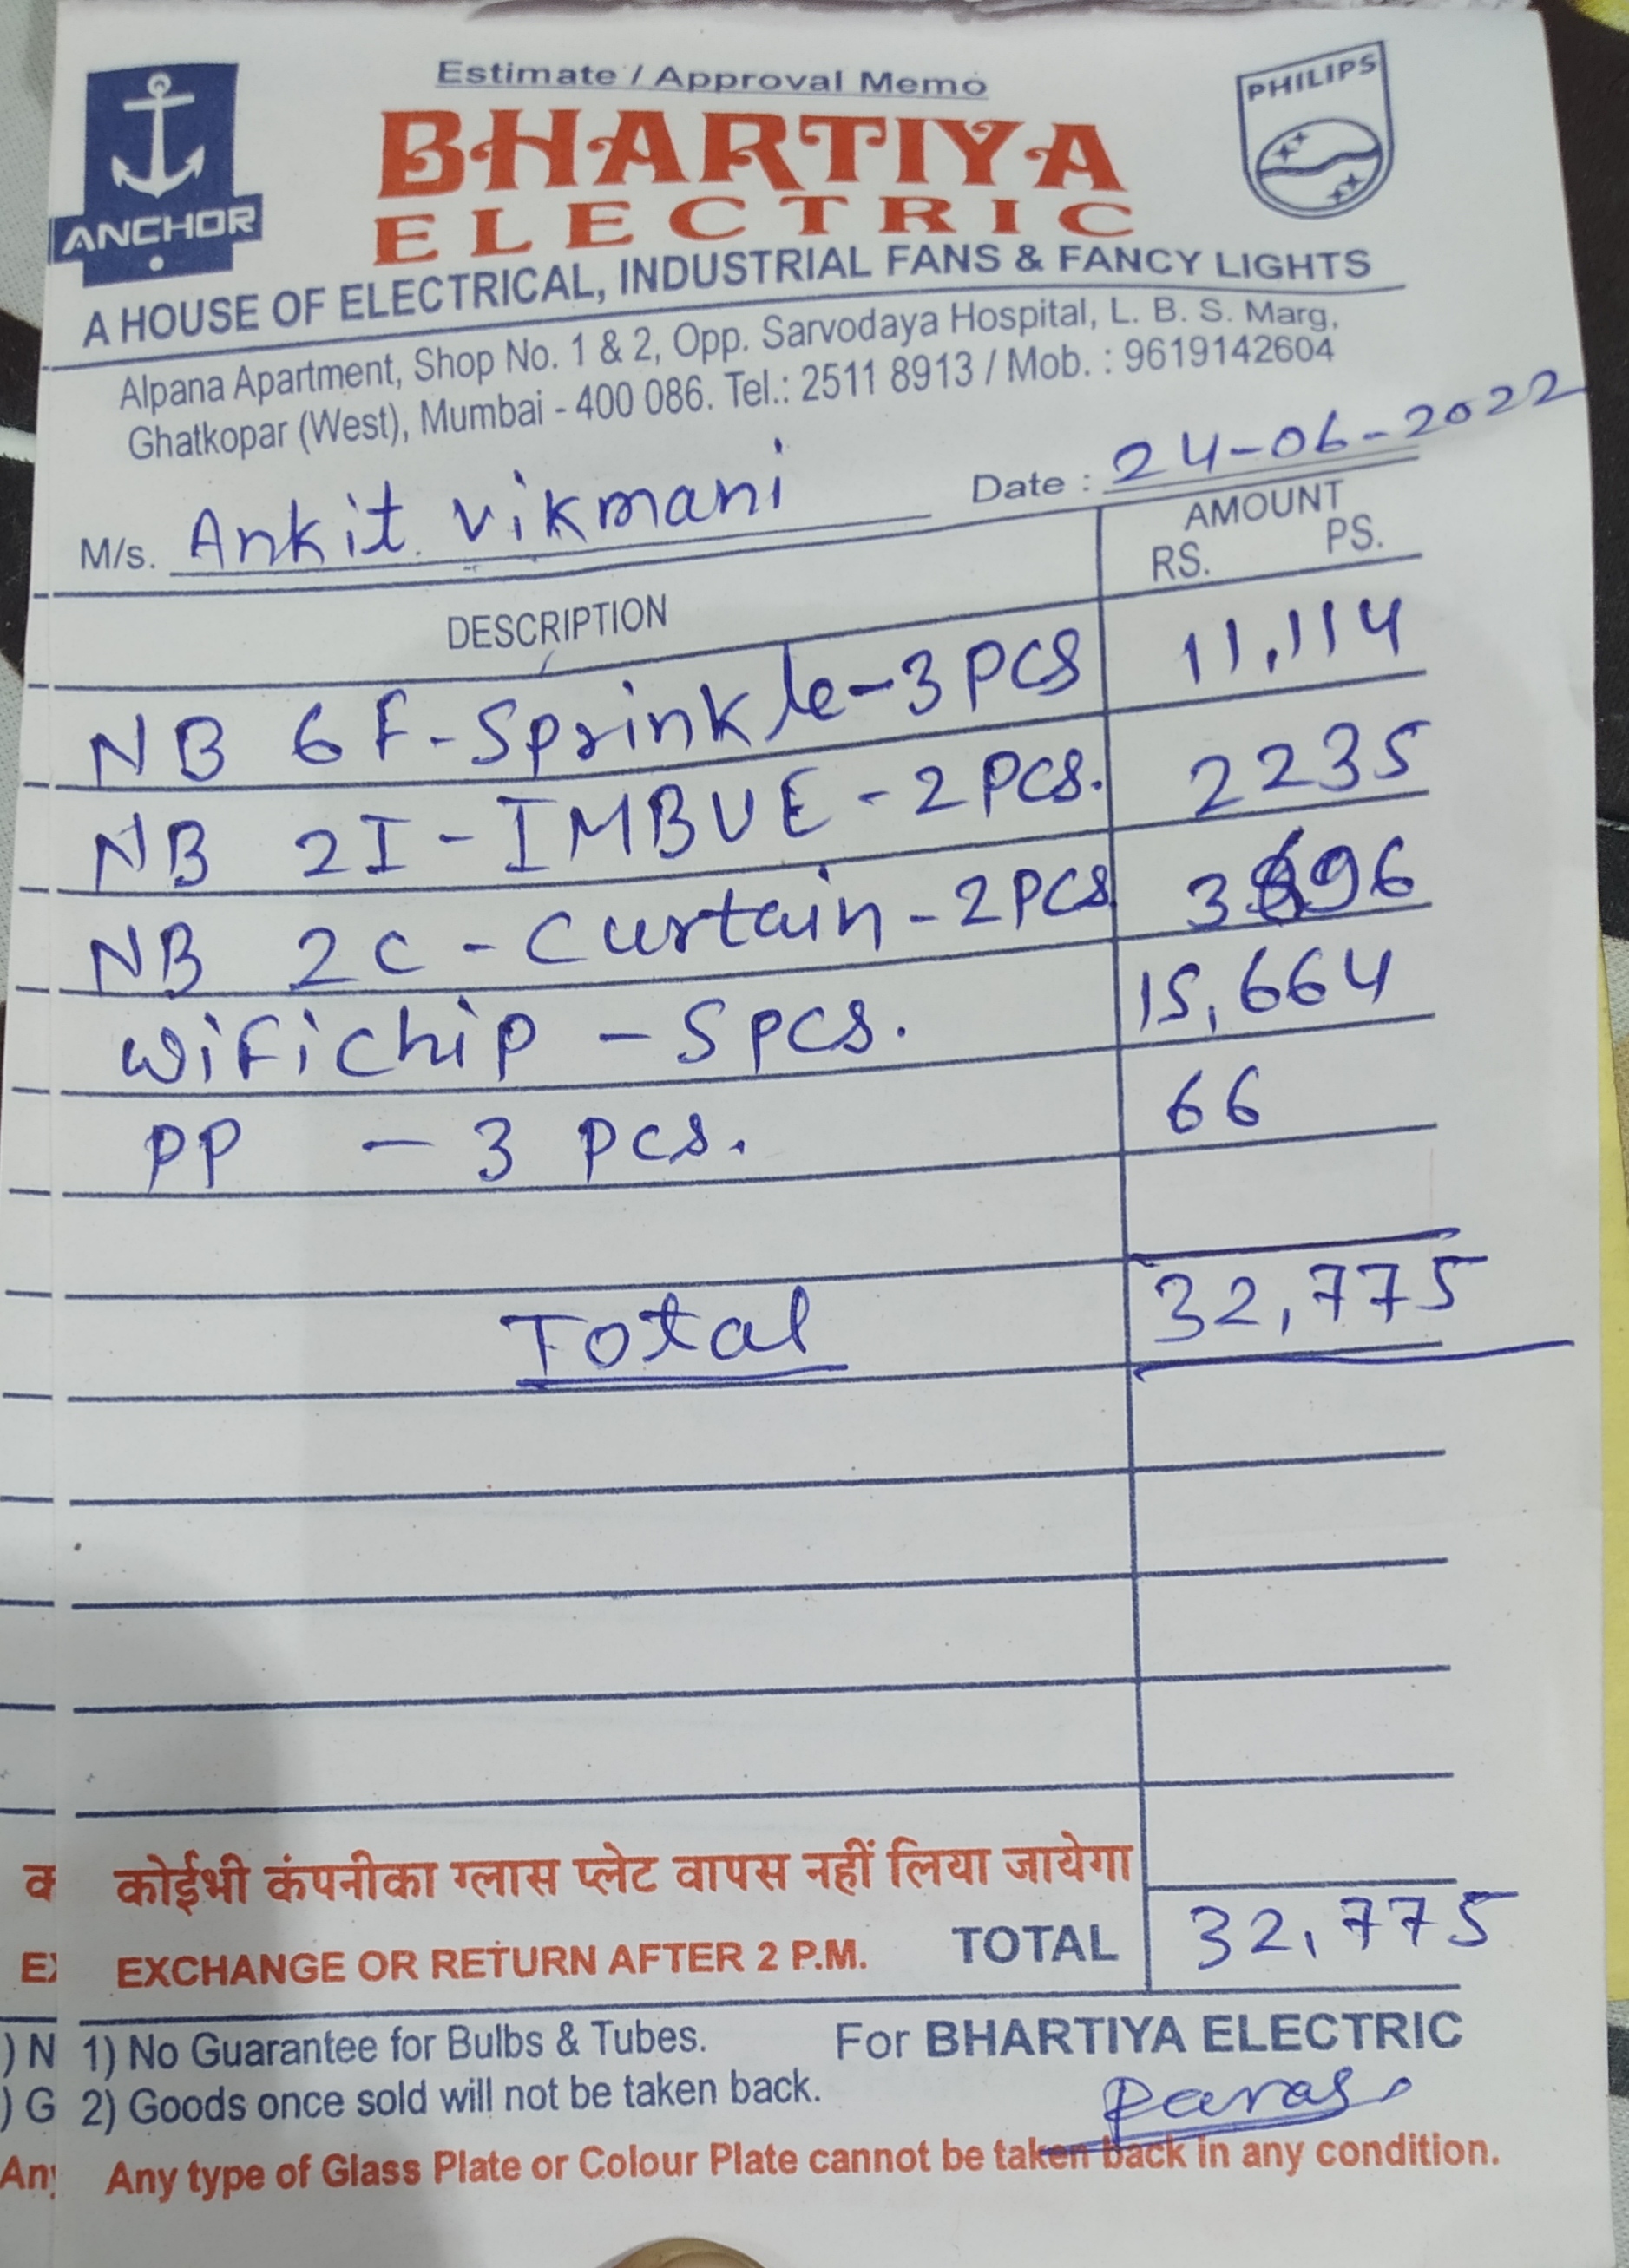 Estimate / Approval Memo
ANCHOR
PHILIPS
BHARTIYA
ELECTRIC
A HOUSE OF ELECTRICAL, INDUSTRIAL FANS & FANCY LIGHTS
Alpana Apartment, Shop No. 1 & 2, Opp. Sarvodaya Hospital, L. B. S. Marg,
Ghatkopar (West), Mumbai - 400 086. Tel.: 2511 8913 / Mob. : 9619142604
M/s. Ankit vikmani Date : 24-06-2022
DESCRIPTION AMOUNT
RS. PS.
NB 6F-Sprinkle-3pcs 11,114
NB 2I-IMBUE-2pcs. 2235
NB 2C-Curtain-2pcs 3696
wifichip - 5pcs. 15,664
PP - 3 pcs. 66
Total 32,775
कोईभी कंपनीका ग्लास प्लेट वापस नहीं लिया जायेगा
EXCHANGE OR RETURN AFTER 2 P.M. TOTAL 32,775
1) No Guarantee for Bulbs & Tubes. For BHARTIYA ELECTRIC
2) Goods once sold will not be taken back. Paras
Any type of Glass Plate or Colour Plate cannot be taken back in any condition.